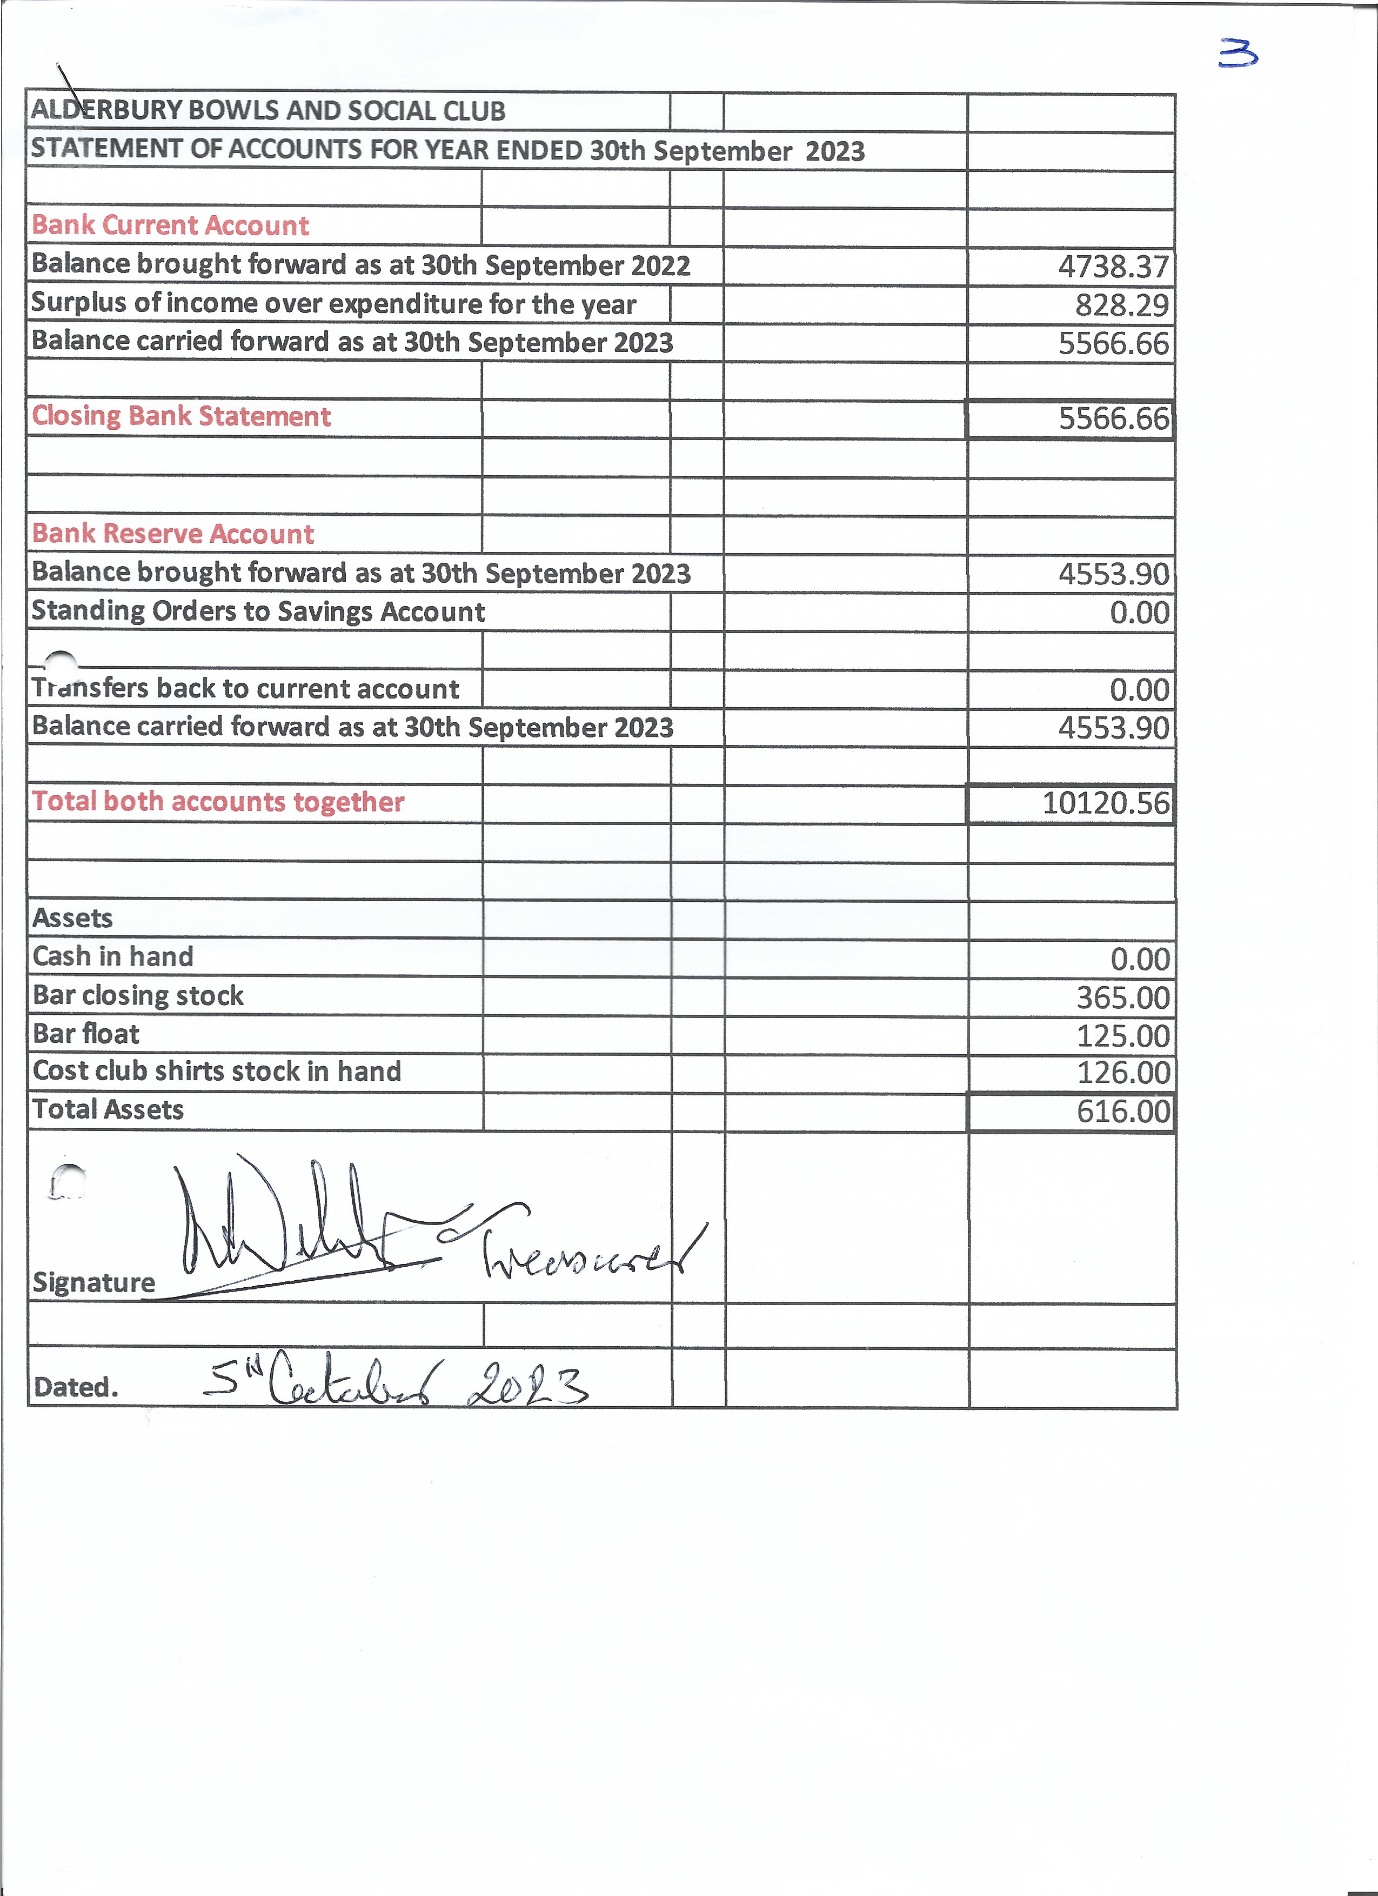 3
ALDERBURY BOWLS AND SOCIAL CLUB
STATEMENT OF ACCOUNTS FOR YEAR ENDED 30th September 2023
Bank Current Account
Balance brought forward as at 30th September 2022 4738.37
Surplus of income over expenditure for the year 828.29
Balance carried forward as at 30th September 2023 5566.66
Closing Bank Statement 5566.66
Bank Reserve Account
Balance brought forward as at 30th September 2023 4553.90
Standing Orders to Savings Account 0.00
Transfers back to current account 0.00
Balance carried forward as at 30th September 2023 4553.90
Total both accounts together 10120.56
Assets
Cash in hand 0.00
Bar closing stock 365.00
Bar float 125.00
Cost club shirts stock in hand 126.00
Total Assets 616.00
Signature Treasurer
Dated. 5TH October 2023